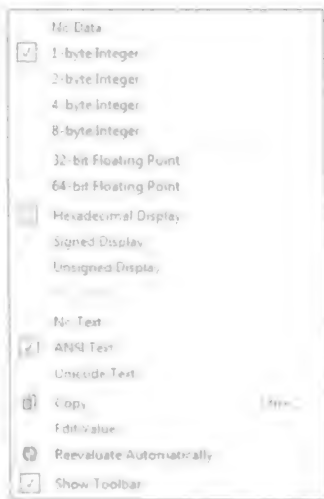 No Data
1-byte Integer
2-byte Integer
4-byte Integer
8-byte Integer
32-bit Floating Point
64-bit Floating Point
Hexadecimal Display
Signed Display
Unsigned Display
No Text
ANSI Text
Unicode Text
Copy
Edit Value
Reevaluate Automatically
Show Toolbar